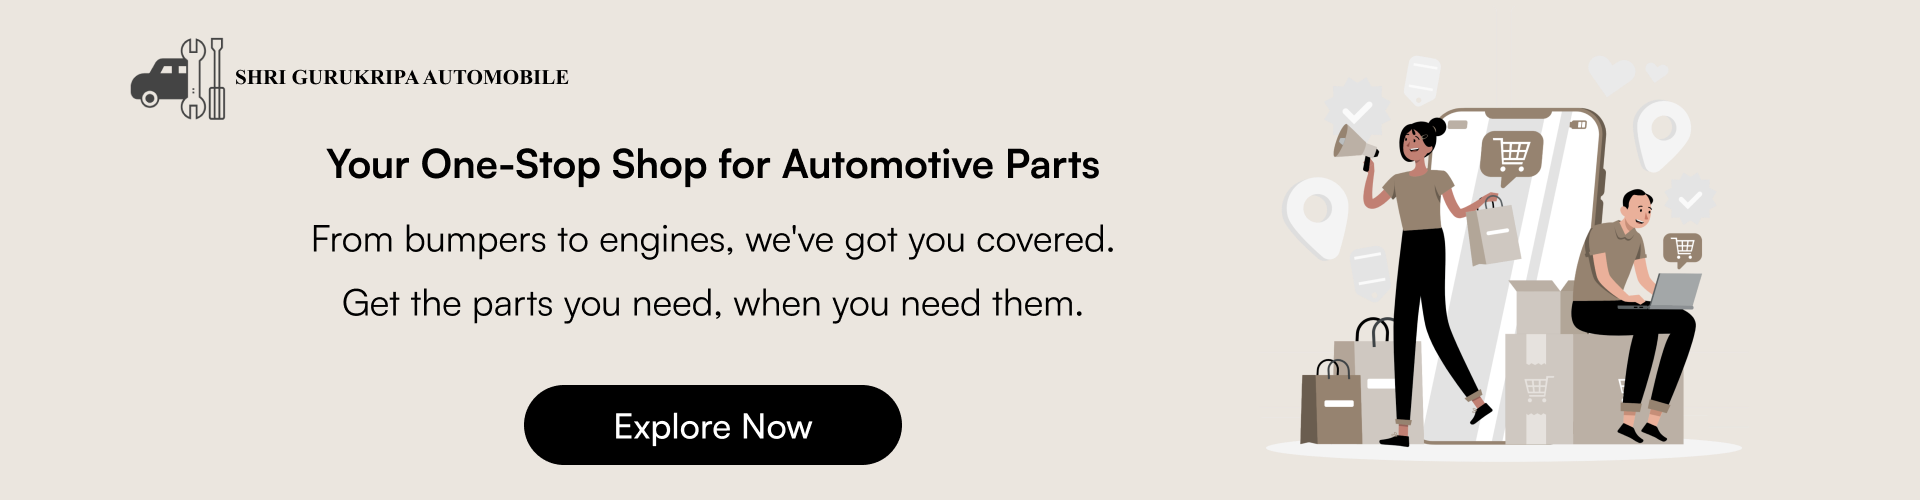 SHRI GURUKRIPA AUTOMOBILE
Your One-Stop Shop for Automotive Parts
From bumpers to engines, we've got you covered.
Get the parts you need, when you need them.
Explore Now